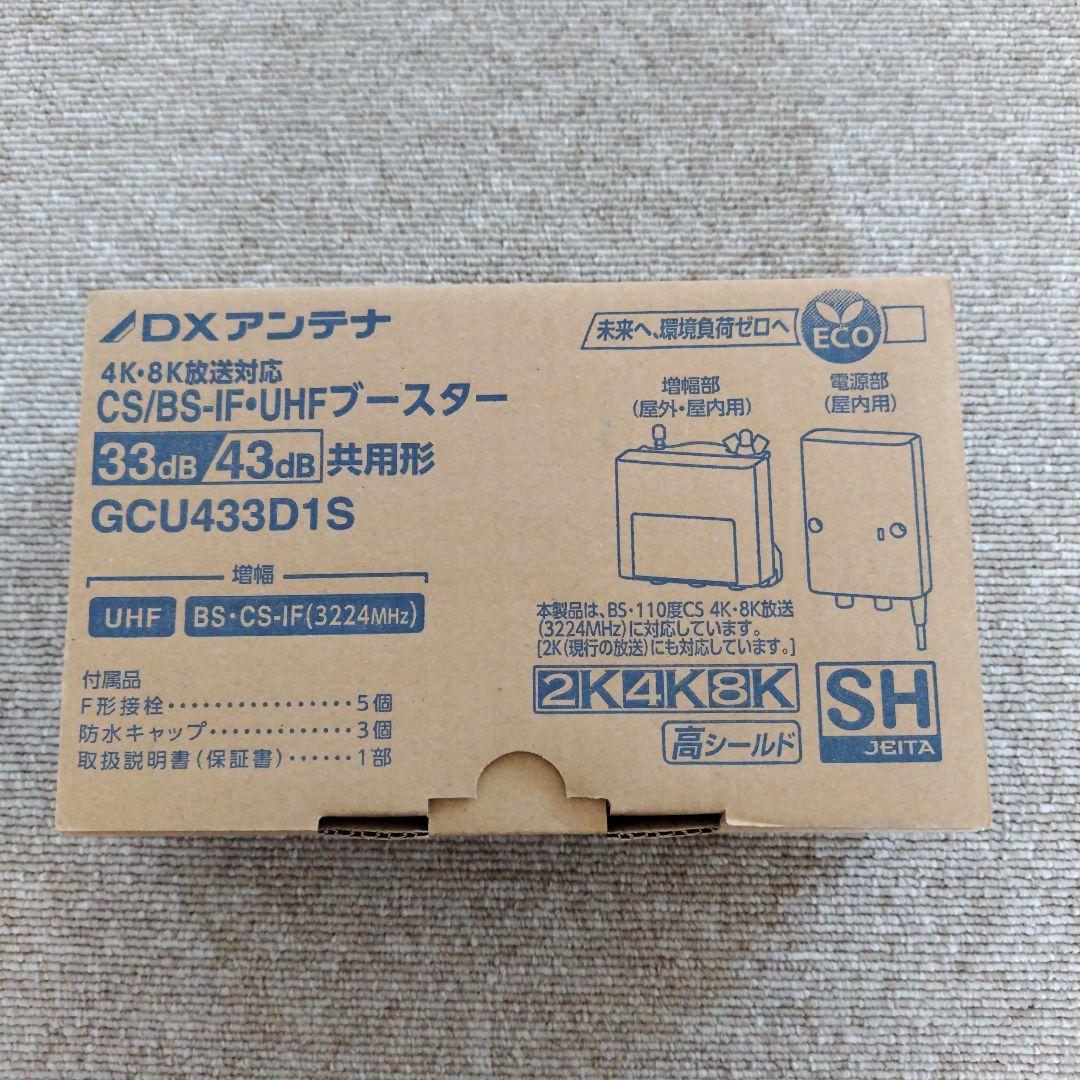 DXアンテナ
4K・8K放送対応
CS/BS-IF・UHFブースター
33dB/43dB共用形
GCU433D1S
増幅
UHF BS・CS-IF(3224MHz)
付属品
F形接栓・・・・・・・・・・・・・・・・・5個
防水キャップ・・・・・・・・・・・・・3個
取扱説明書(保証書)・・・・・・1部
未来へ、環境負荷ゼロへ
ECO
増幅部
(屋外・屋内用)
電源部
(屋内用)
本製品は、BS・110度CS 4K・8K放送
(3224MHz)に対応しています。
[2K(現行の放送)にも対応しています。]
2K4K8K
高シールド
SH
JEITA